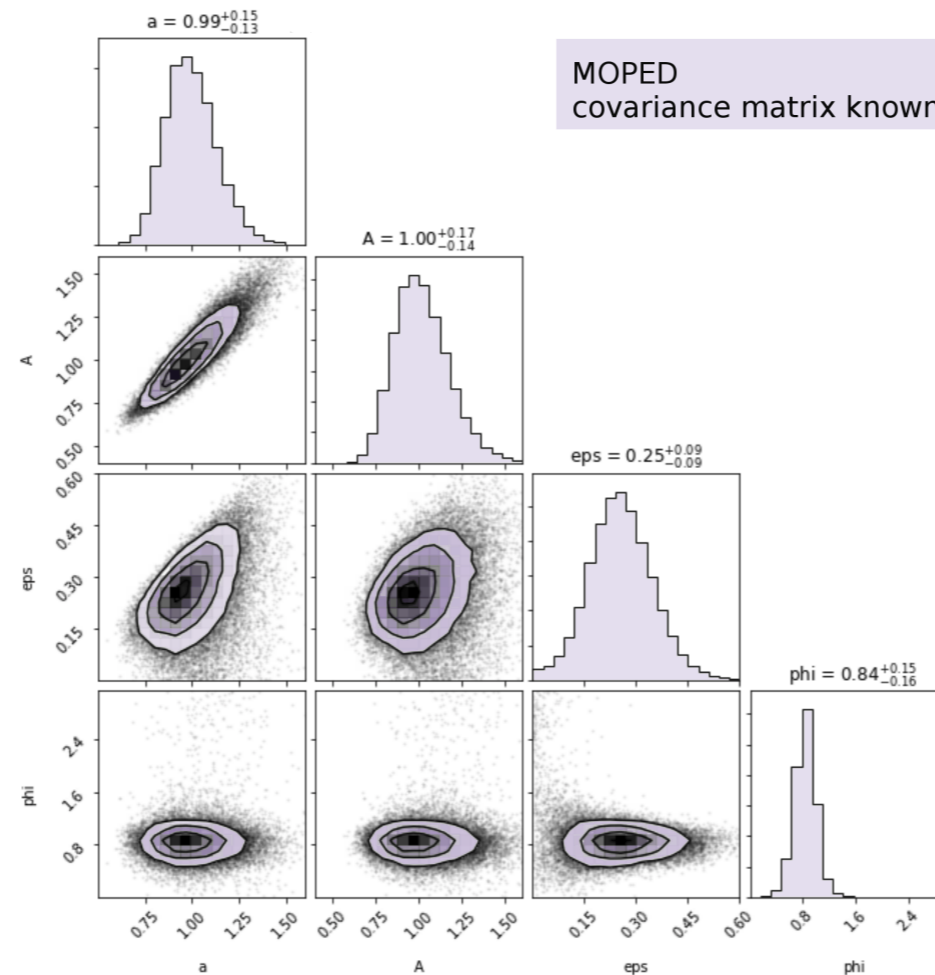 a = 0.99+0.15−0.13
MOPED
covariance matrix known
A = 1.00+0.17−0.14
1.50
1.25
1.00
0.75
0.50
A
eps = 0.25+0.09−0.09
0.60
0.45
0.30
0.15
eps
phi = 0.84+0.15−0.16
2.4
1.6
0.8
phi
0.75 1.00 1.25 1.50
0.50 0.75 1.00 1.25 1.50
0.15 0.30 0.45 0.60
0.8 1.6 2.4
a A eps phi